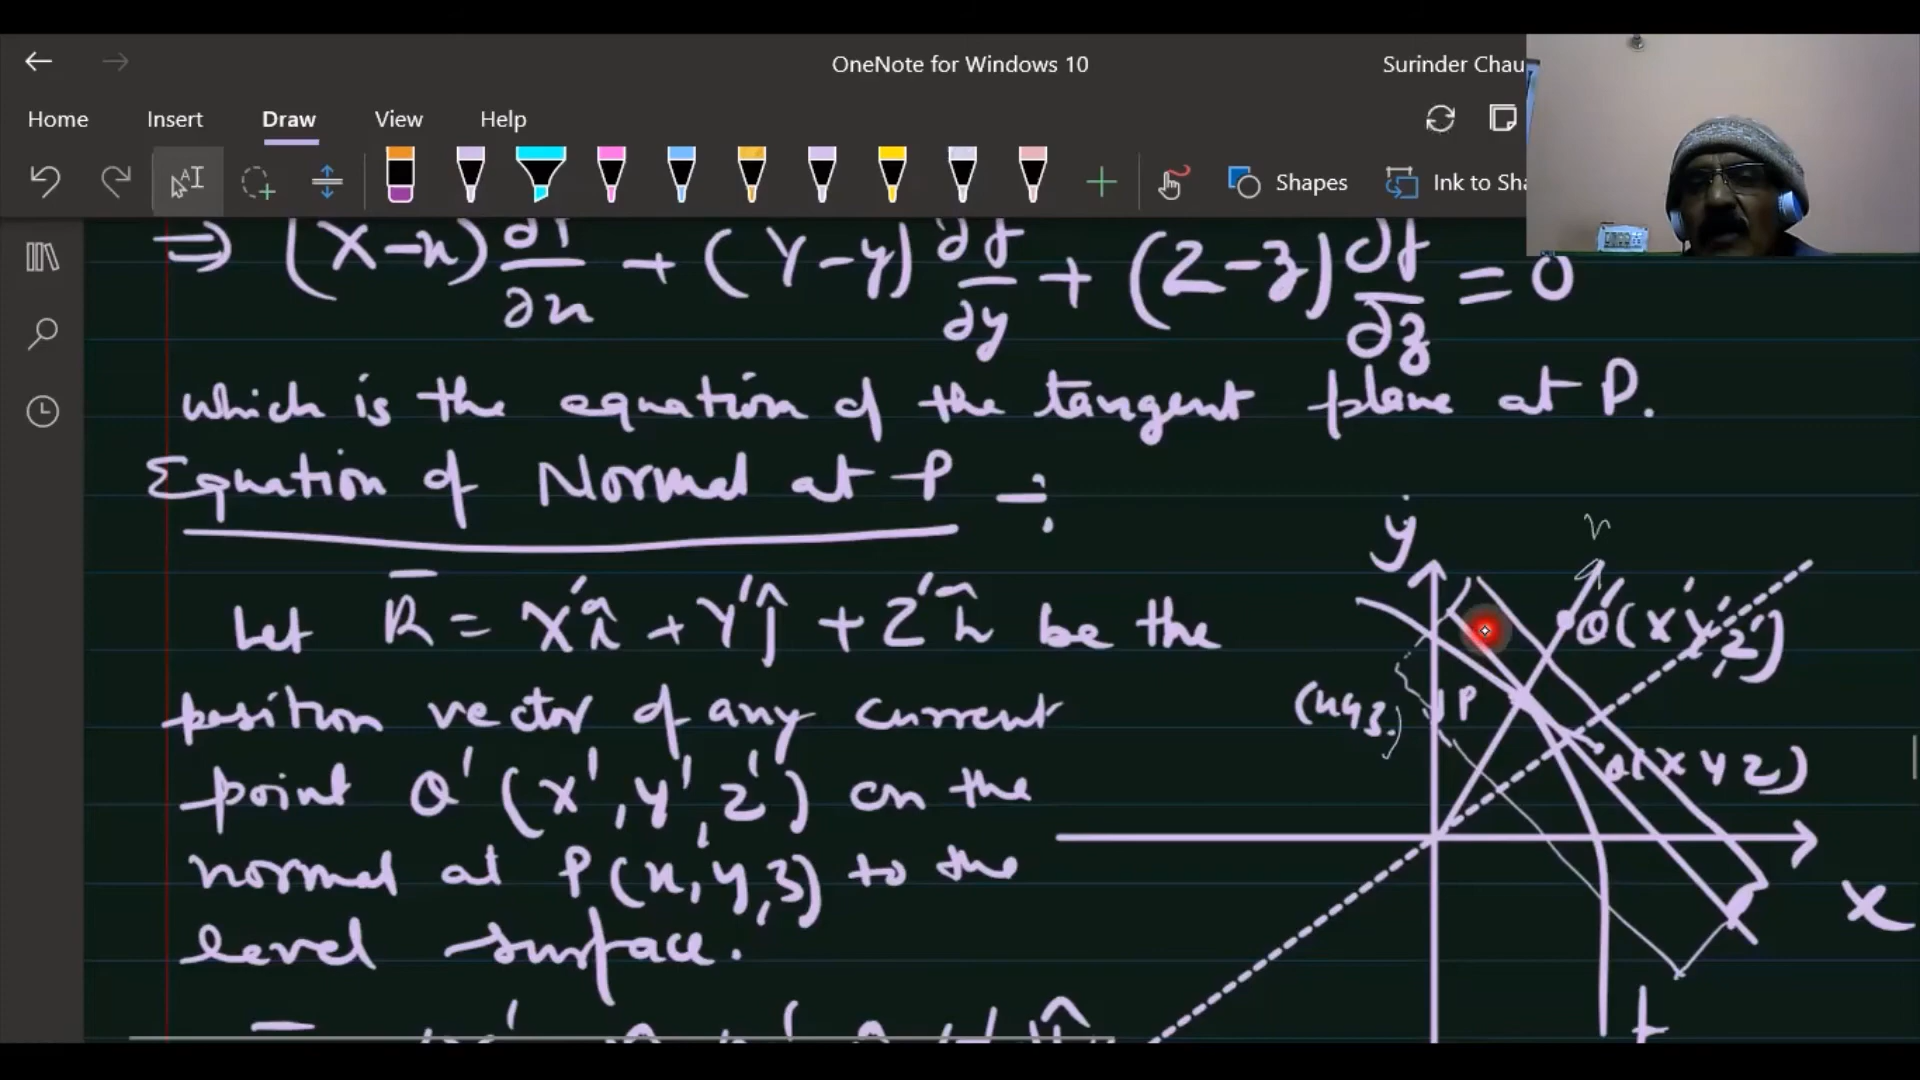 OneNote for Windows 10
Surinder Chau
Home Insert Draw View Help
Shapes
Ink to Sha
⇒ (X-x) ∂f/∂x + (Y-y) ∂f/∂y + (Z-z) ∂f/∂z = 0
which is the equation of the tangent plane at P.
Equation of Normal at P ÷
y
n
Let R̅ = X'î + Y'ĵ + Z'k̂ be the
Q'(X' Y', Z')
position vector of any current
(x y z) P
point Q' (X', Y', Z') on the
Q(X Y Z)
normal at P(x, y, z) to the
x
level surface.